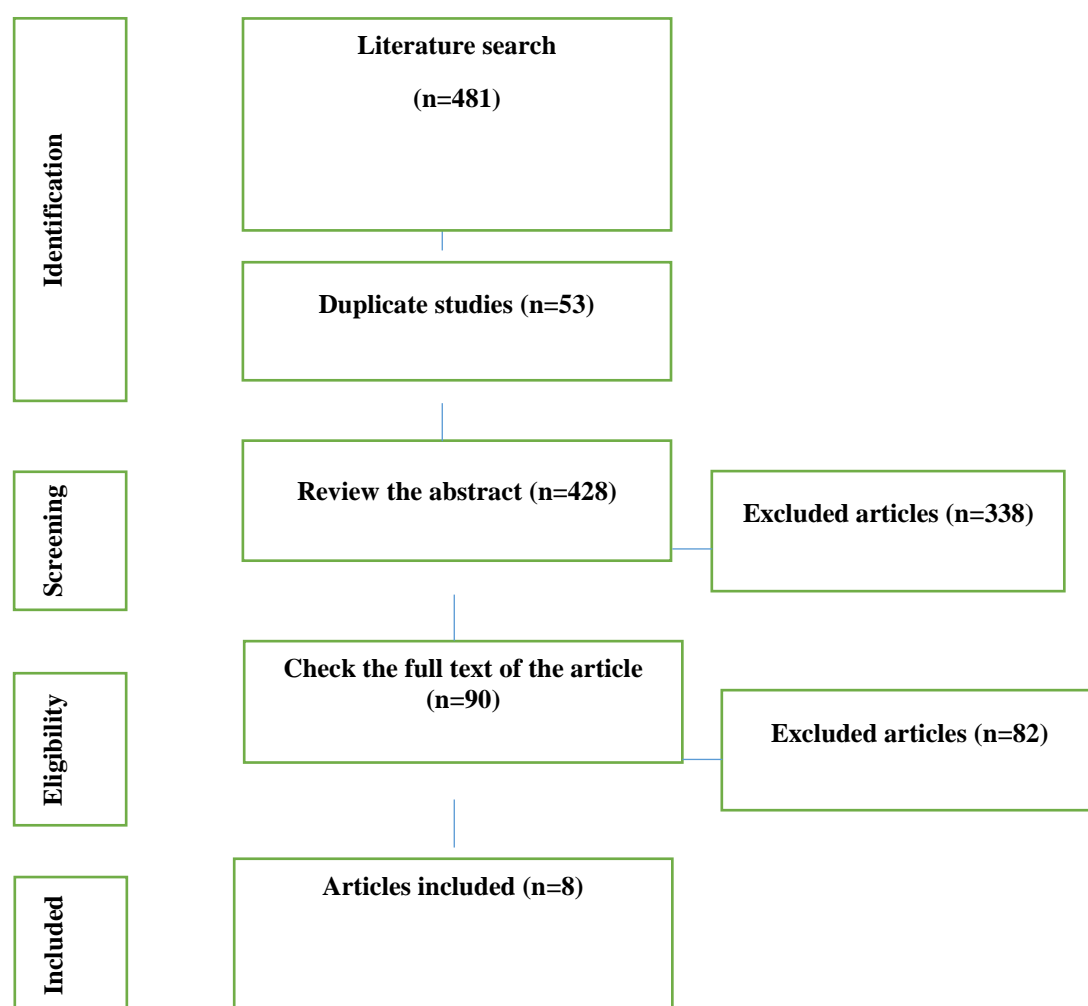 Identification
Literature search
(n=481)
Duplicate studies (n=53)
Screening
Review the abstract (n=428)
Excluded articles (n=338)
Eligibility
Check the full text of the article
(n=90)
Excluded articles (n=82)
Included
Articles included (n=8)